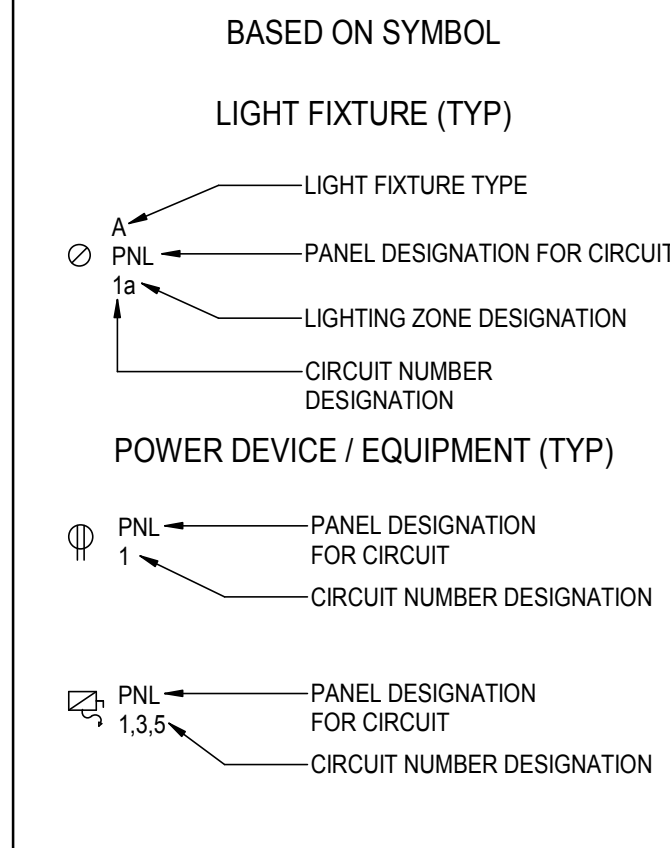 BASED ON SYMBOL
LIGHT FIXTURE (TYP)
LIGHT FIXTURE TYPE
A
PNL
PANEL DESIGNATION FOR CIRCUIT
1a
LIGHTING ZONE DESIGNATION
CIRCUIT NUMBER
DESIGNATION
POWER DEVICE / EQUIPMENT (TYP)
PNL
1
PANEL DESIGNATION
FOR CIRCUIT
CIRCUIT NUMBER DESIGNATION
PNL
1,3,5
PANEL DESIGNATION
FOR CIRCUIT
CIRCUIT NUMBER DESIGNATION